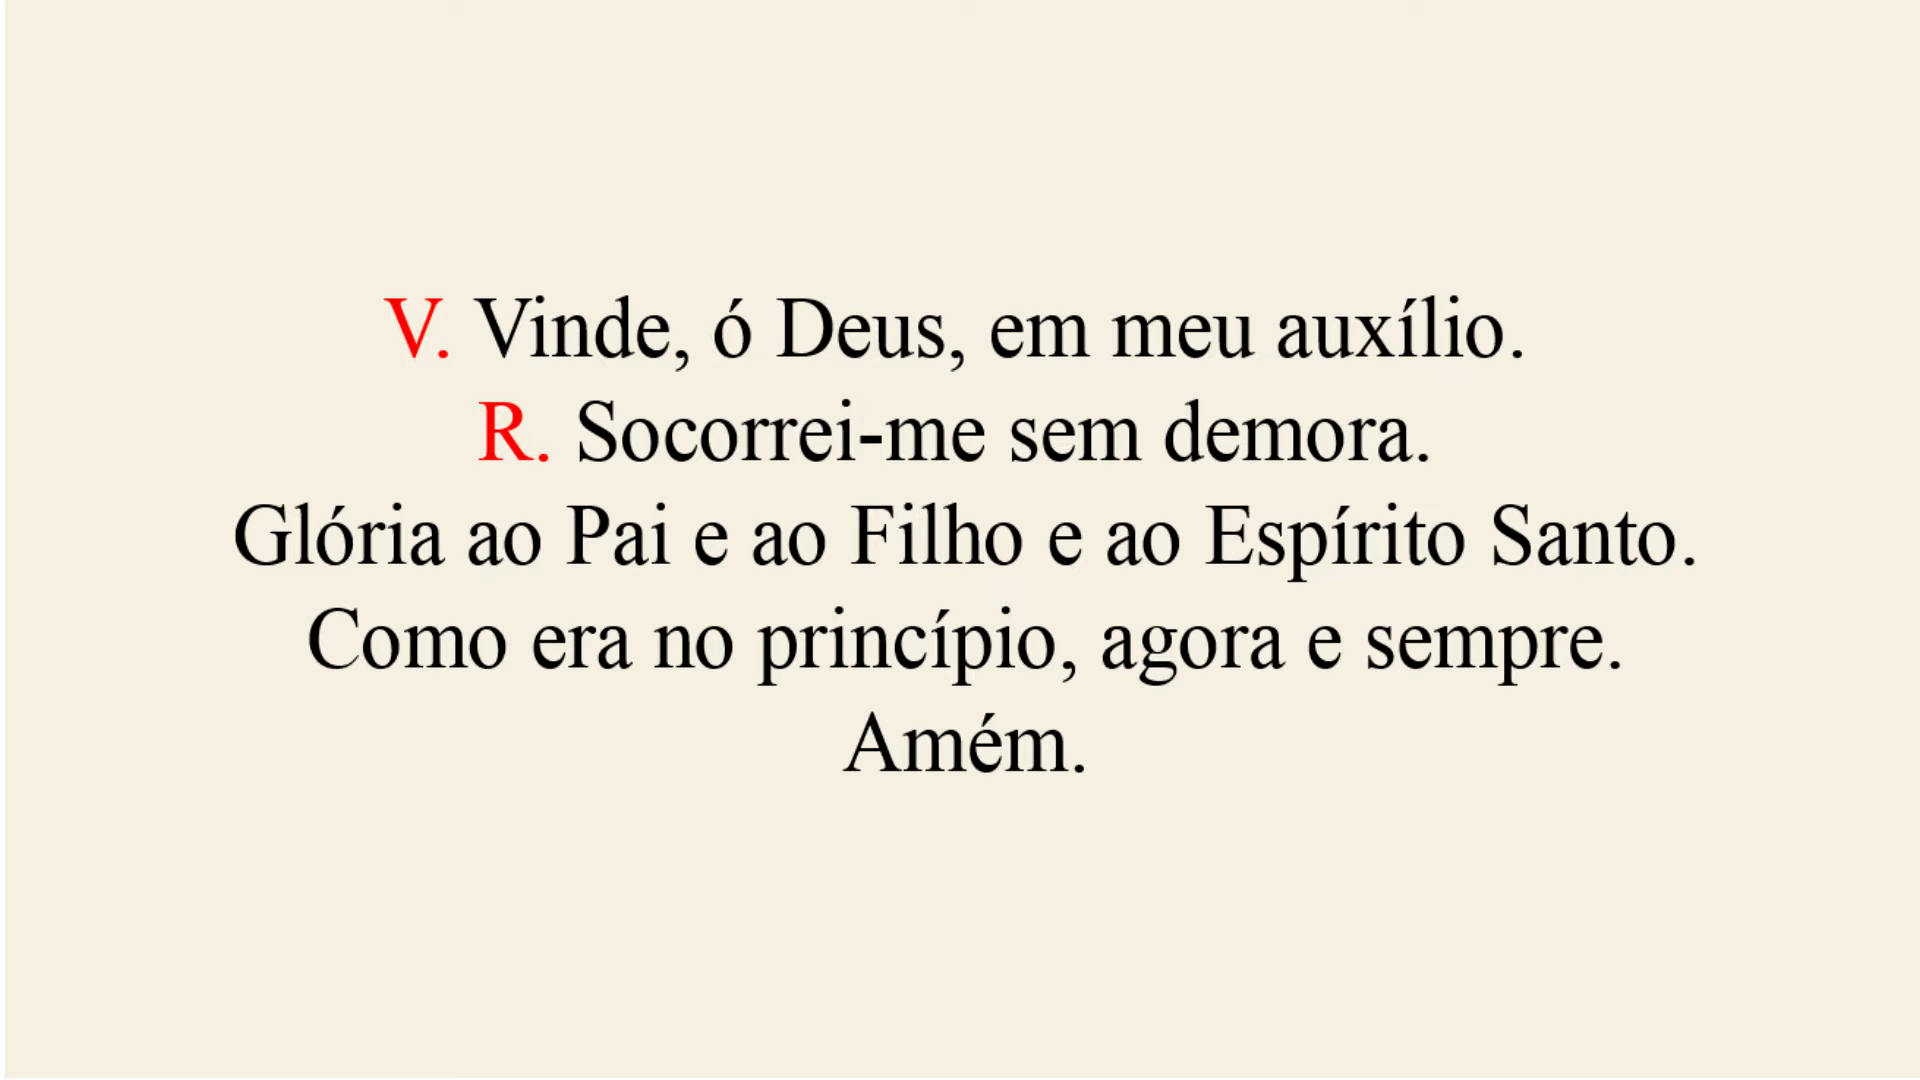 V. Vinde, ó Deus, em meu auxílio.
R. Socorrei-me sem demora.
Glória ao Pai e ao Filho e ao Espírito Santo.
Como era no princípio, agora e sempre.
Amém.